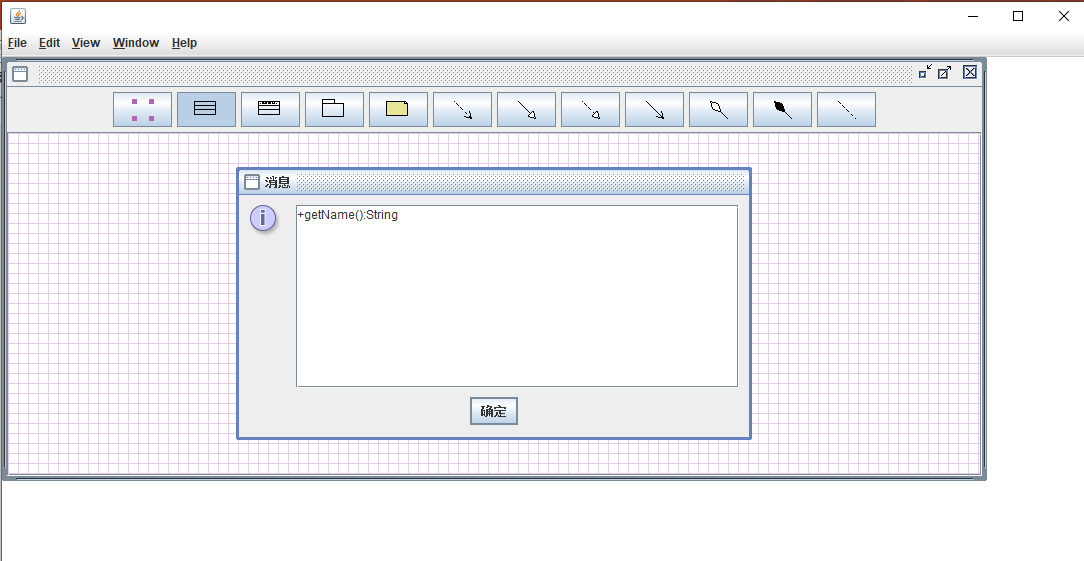 File Edit View Window Help
消息
+getName():String
确定